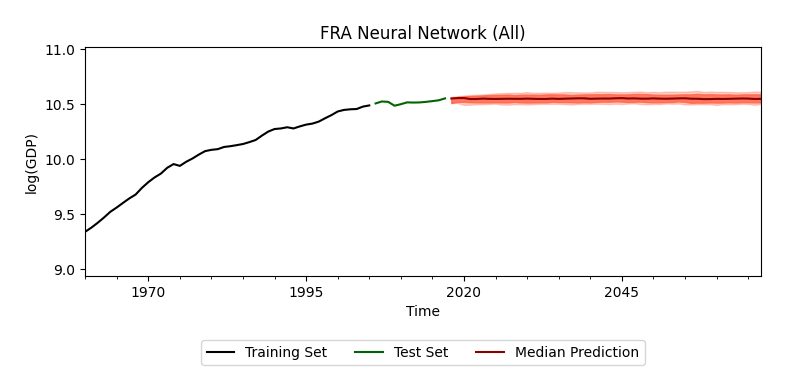 FRA Neural Network (All)
11.0
10.5
10.0
9.5
9.0
log(GDP)
1970 1995 2020 2045
Time
Training Set Test Set Median Prediction